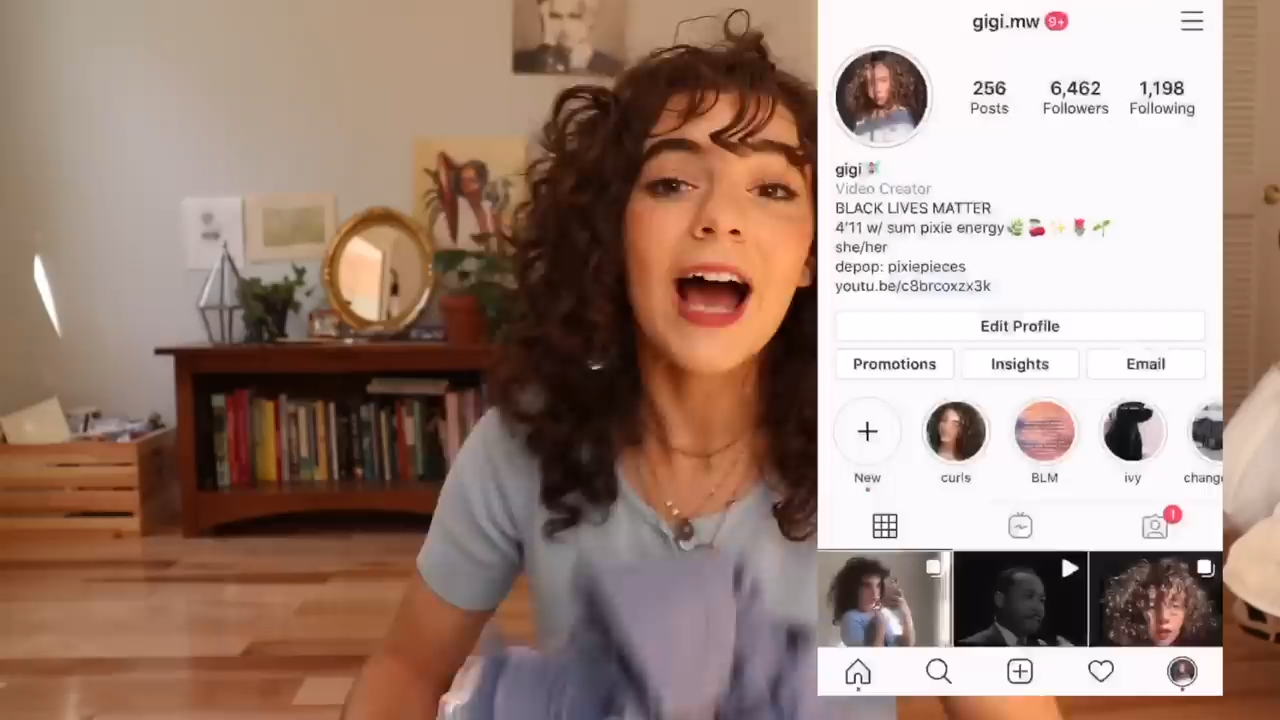 gigi.mw 9+
256 6,462 1,198
Posts Followers Following
gigi
Video Creator
BLACK LIVES MATTER
4'11 w/ sum pixie energy
she/her
depop: pixiepieces
youtu.be/c8brcoxzx3k
Edit Profile
Promotions Insights Email
New curls BLM ivy change
1